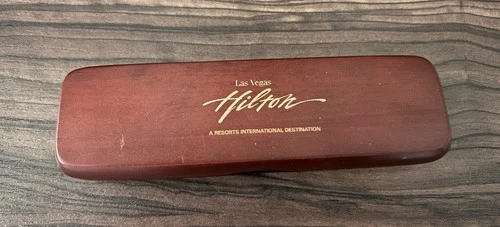 Las Vegas
Hilton
A RESORTS INTERNATIONAL DESTINATION